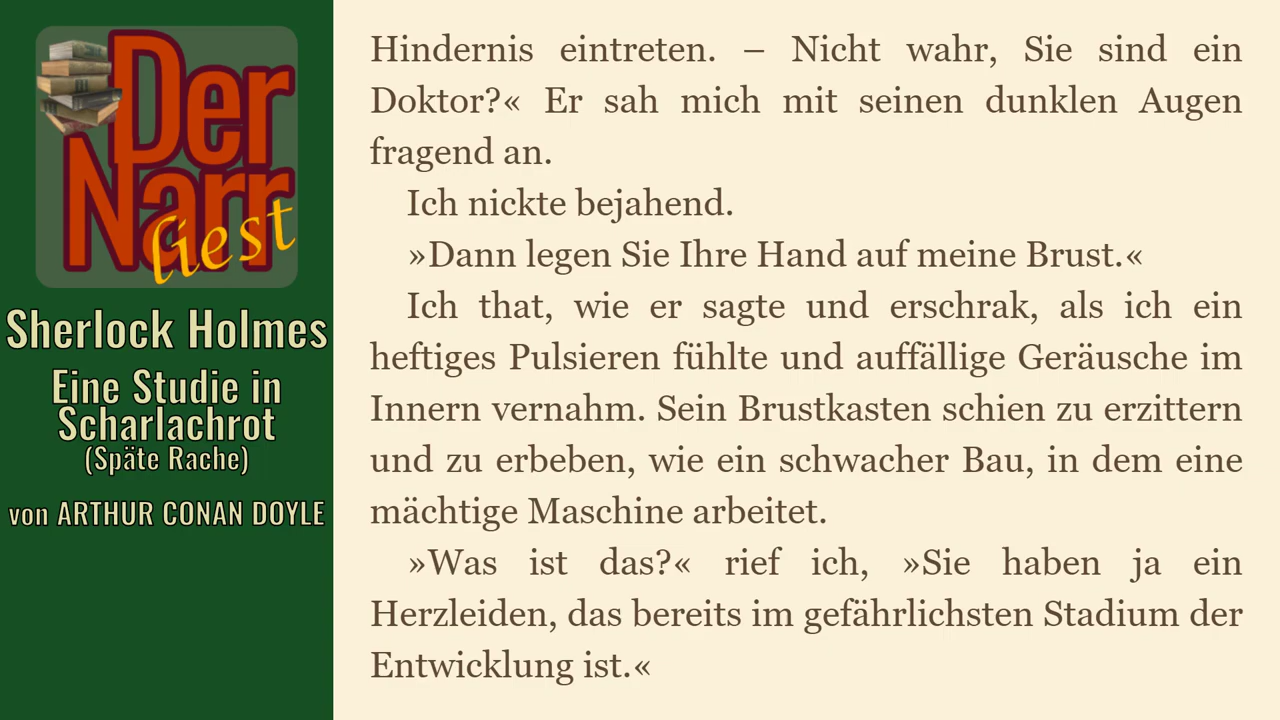 Der
Narr
liest
Sherlock Holmes
Eine Studie in
Scharlachrot
(Späte Rache)
von ARTHUR CONAN DOYLE
Hindernis eintreten. – Nicht wahr, Sie sind ein
Doktor?« Er sah mich mit seinen dunklen Augen
fragend an.
Ich nickte bejahend.
»Dann legen Sie Ihre Hand auf meine Brust.«
Ich that, wie er sagte und erschrak, als ich ein
heftiges Pulsieren fühlte und auffällige Geräusche im
Innern vernahm. Sein Brustkasten schien zu erzittern
und zu erbeben, wie ein schwacher Bau, in dem eine
mächtige Maschine arbeitet.
»Was ist das?« rief ich, »Sie haben ja ein
Herzleiden, das bereits im gefährlichsten Stadium der
Entwicklung ist.«